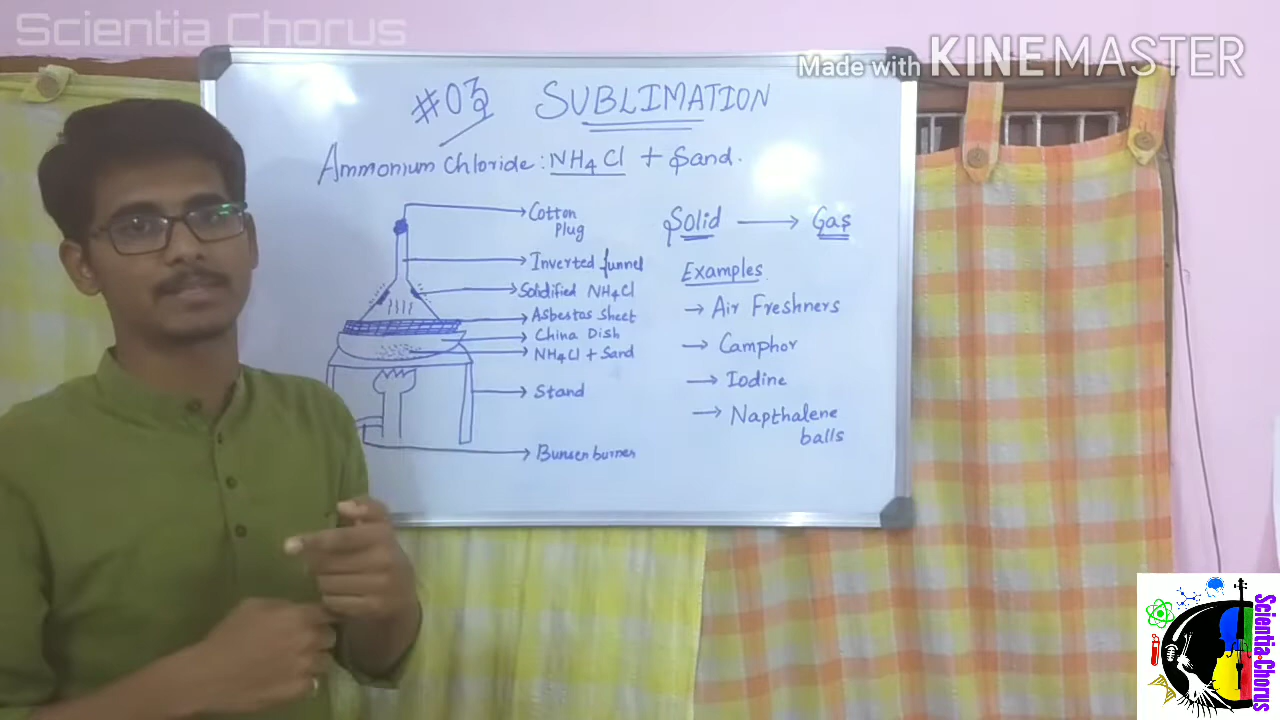 Scientia Chorus
Made with KINEMASTER
#03 SUBLIMATION
Ammonium Chloride: NH4Cl + Sand.
Cotton
Plug
Inverted funnel
Solidified NH4Cl
Asbestos Sheet
China Dish
NH4Cl + Sand
Stand
Bunsen burner
Solid → Gas
Examples
→ Air Freshners
→ Camphor
→ Iodine
→ Napthalene
balls
Scientia-Chorus